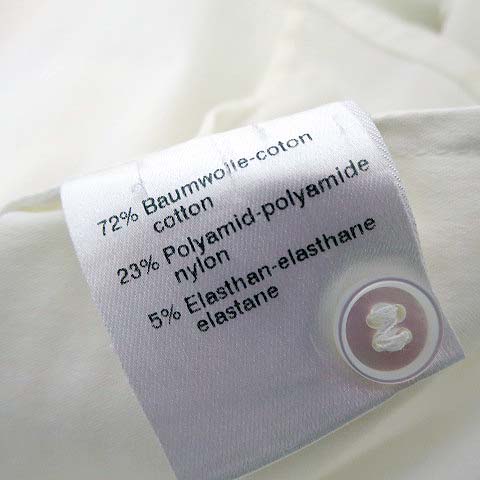 72% Baumwolle-coton
cotton
23% Polyamid-polyamide
nylon
5% Elasthan-elasthane
elastane